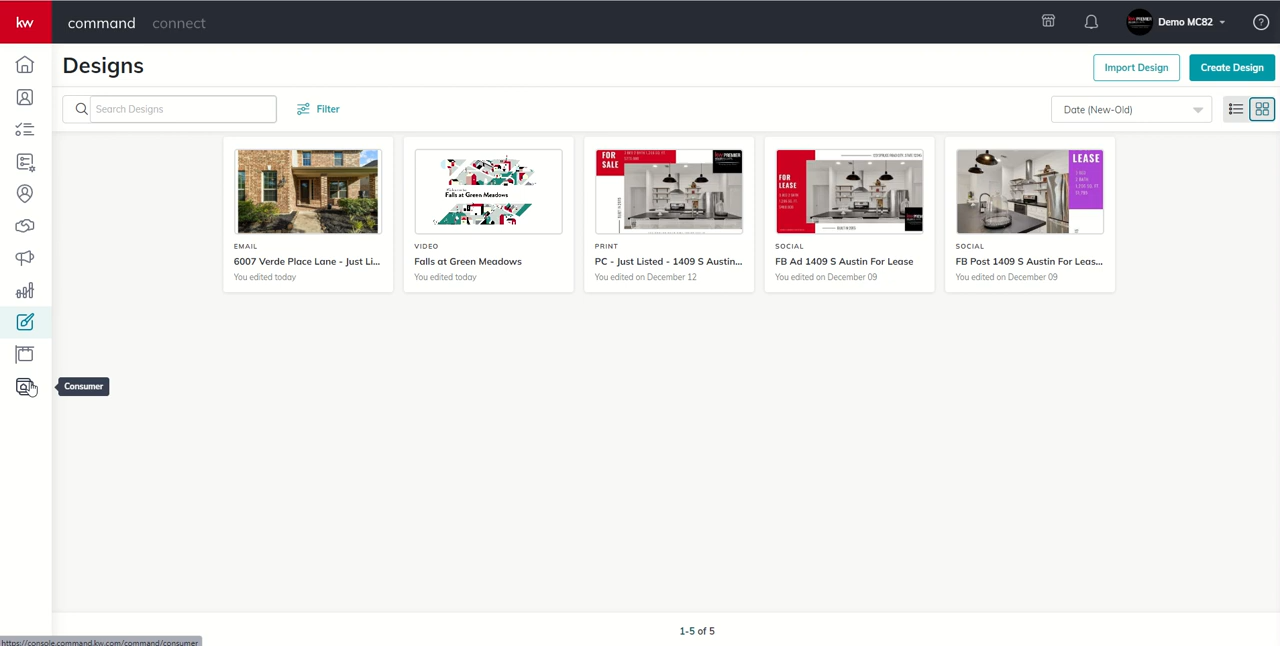 kw command connect Demo MC82 ?
Designs
Import Design Create Design
Search Designs Filter Date (New-Old)
FOR SALE kw PREMIER
FOR LEASE
LEASE
Falls at Green Meadows
EMAIL VIDEO PRINT SOCIAL SOCIAL
6007 Verde Place Lane - Just Li... Falls at Green Meadows PC - Just Listed - 1409 S Austin... FB Ad 1409 S Austin For Lease FB Post 1409 S Austin For Leas...
You edited today You edited today You edited on December 12 You edited on December 09 You edited on December 09
Consumer
1-5 of 5
https://console.command.kw.com/command/consumer